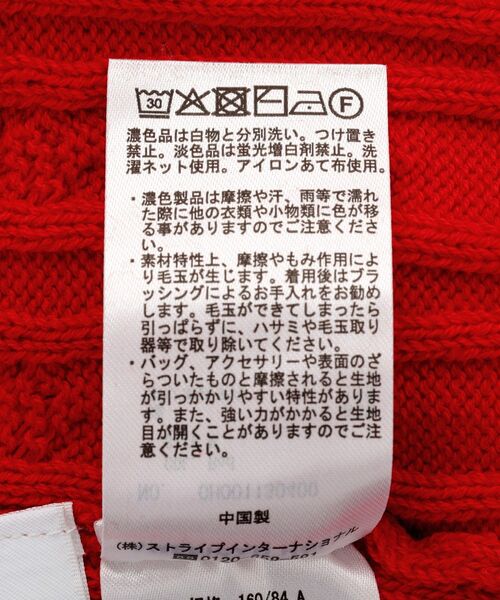 30 F
濃色品は白物と分別洗い。つけ置き
禁止。淡色品は蛍光増白剤禁止。洗
濯ネット使用。アイロンあて布使用。
・濃色製品は摩擦や汗、雨等で濡れ
た際に他の衣類や小物類に色が移
る事がありますのでご注意くださ
い。
・素材特性上、摩擦やもみ作用によ
り毛玉が生じます。着用後はブラ
ッシングによるお手入れをお勧め
します。毛玉ができてしまったら
引っぱらずに、ハサミや毛玉取り
器等で取り除いてください。
・バッグ、アクセサリーや表面のざ
らついたものと摩擦されると生地
が引っかかりやすい特性がありま
す。また、強い力がかかると生地
目が開くことがありますのでご注
意ください。
中国製
(株)ストライプインターナショナル
160/84 A